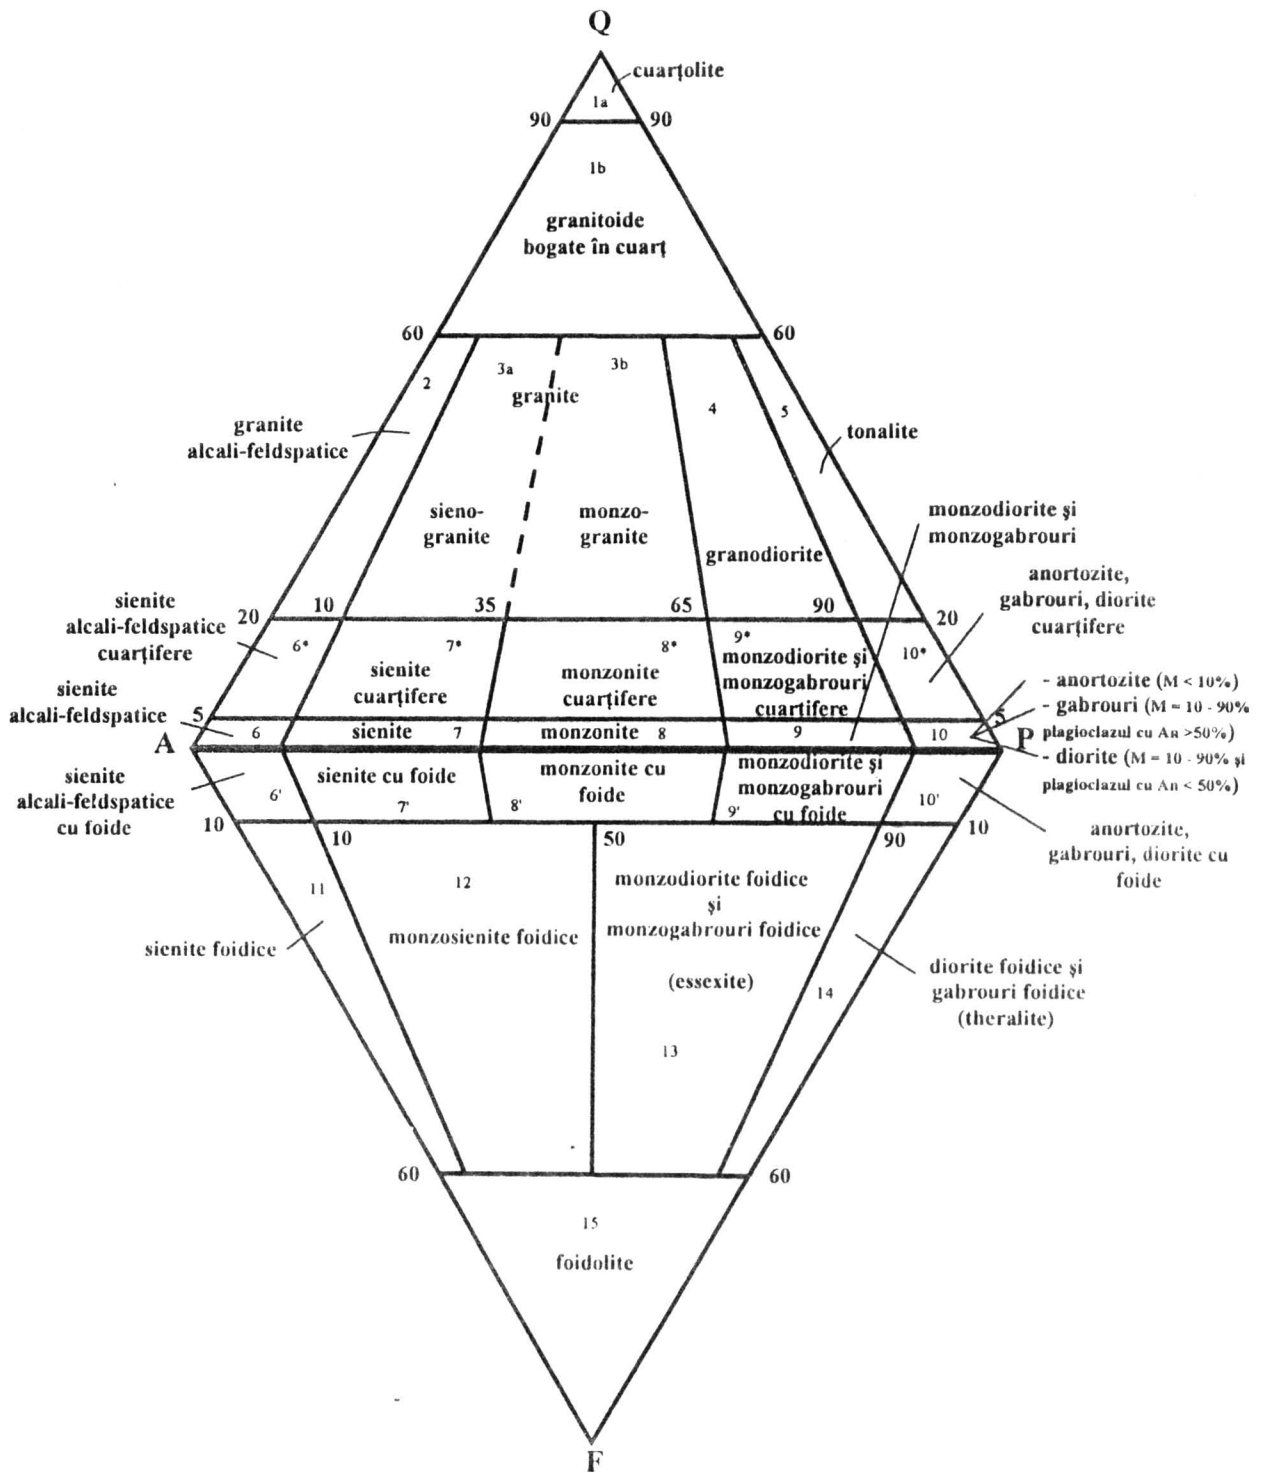 Q
cuarțolite
1a
90 90
1b
granitoide
bogate în cuarț
60 60
2 3a 3b 4 5
granite
granite
alcali-feldspatice
tonalite
sieno-
granite
monzo-
granite
granodiorite
monzodiorite și
monzogabrouri
anortozite,
gabrouri, diorite
cuarțifere
sienite
alcali-feldspatice
cuarțifere
20 10 35 65 90 20
6* 7* 8* 9* 10*
sienite
cuarțifere
monzonite
cuarțifere
monzodiorite și
monzogabrouri
cuarțifere
sienite
alcali-feldspatice
5 5
- anortozite (M < 10%)
- gabrouri (M = 10 - 90%
plagioclazul cu An >50%)
- diorite (M = 10 - 90% și
plagioclazul cu An < 50%)
6 sienite 7 monzonite 8 9 10
A P
sienite
alcali-feldspatice
cu foide
6'
sienite cu foide
7'
monzonite cu
foide
8'
monzodiorite și
monzogabrouri
cu foide
9'
10'
10 10 50 90 10
anortozite,
gabrouri, diorite cu
foide
11
sienite foidice
12
monzosienite foidice
monzodiorite foidice
și
monzogabrouri foidice
(essexite)
13
14
diorite foidice și
gabrouri foidice
(theralite)
60 60
15
foidolite
F